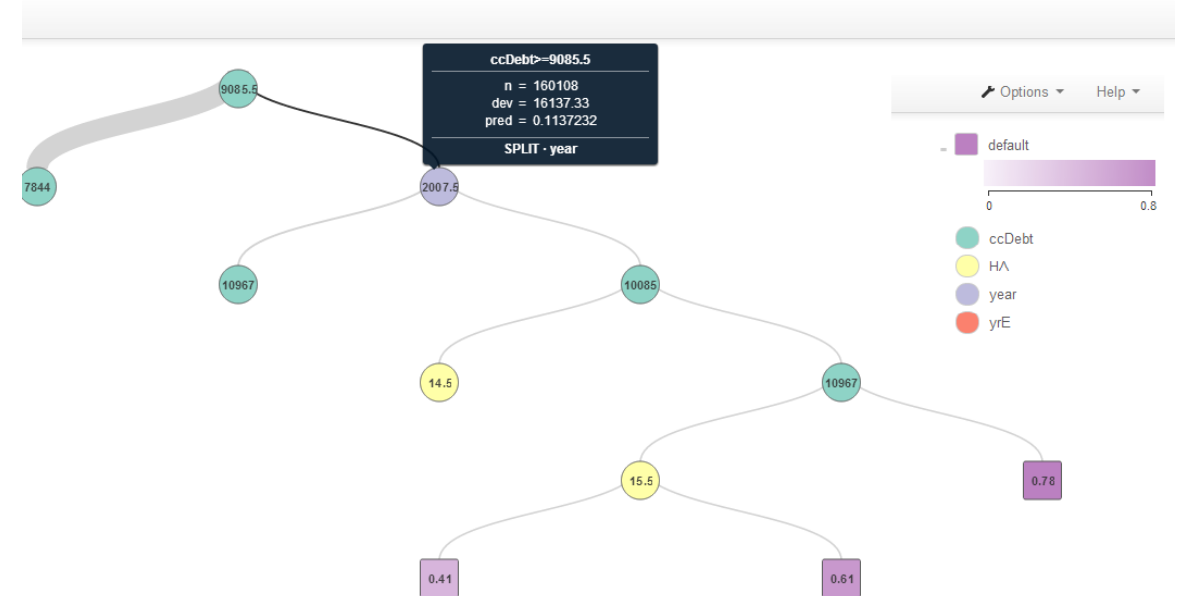 ccDebt>=9085.5
n = 160108
dev = 16137.33
pred = 0.1137232
SPLIT · year
Options Help
default
0 0.8
ccDebt
HΛ
year
yrE
9085.5
7844
2007.5
10967
10085
14.5
10967
15.5
0.78
0.41
0.61